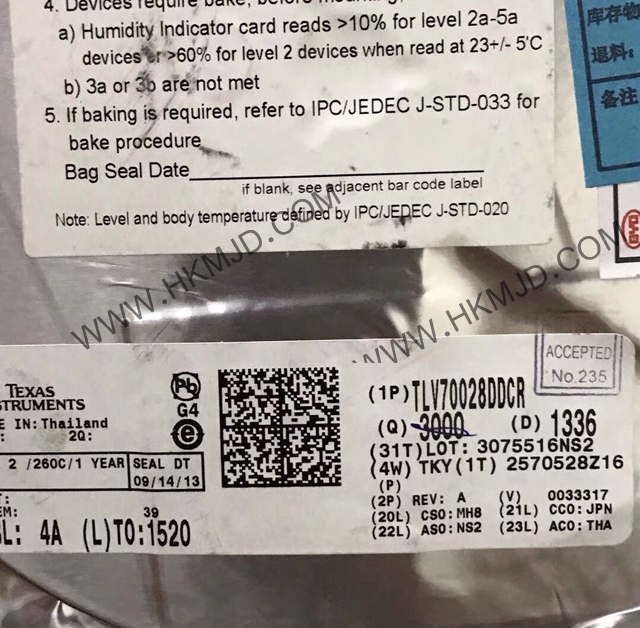 4. Devices require bake, before
a) Humidity Indicator card reads >10% for level 2a-5a
devices or >60% for level 2 devices when read at 23+/- 5°C
b) 3a or 3b are not met
5. If baking is required, refer to IPC/JEDEC J-STD-033 for
bake procedure
Bag Seal Date
if blank, see adjacent bar code label
Note: Level and body temperature defined by IPC/JEDEC J-STD-020
库存物
退料:
备注
WWW.HKMJD.COM
WWW.HKMJD.COM
ACCEPTED
No.235
TEXAS
STRUMENTS
E IN: Thailand
2Q:
Pb
G4
e
2 /260C/1 YEAR
SEAL DT
09/14/13
39
4A (L)TO:1520
(1P) TLV70028DDCR
(Q) 3000 (D) 1336
(31T) LOT: 3075516NS2
(4W) TKY(1T) 2570528Z16
(P)
(2P) REV: A (V) 0033317
(20L) CSO:MH8 (21L) CCO:JPN
(22L) ASO:NS2 (23L) ACO:THA